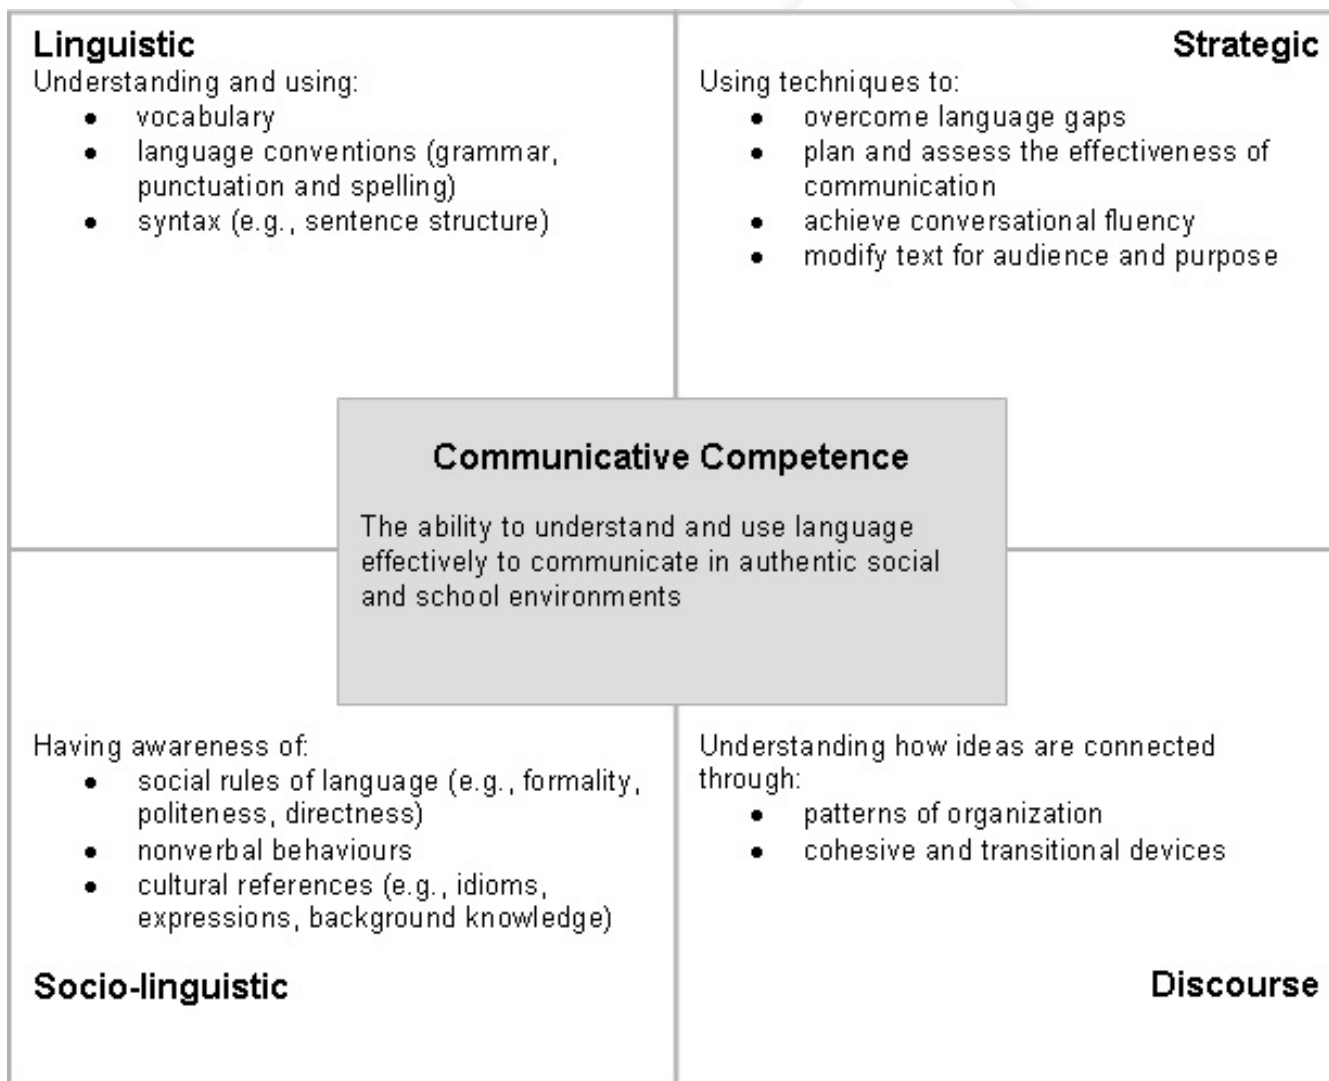 Linguistic
Understanding and using:
• vocabulary
• language conventions (grammar,
punctuation and spelling)
• syntax (e.g., sentence structure)
Strategic
Using techniques to:
• overcome language gaps
• plan and assess the effectiveness of
communication
• achieve conversational fluency
• modify text for audience and purpose
Communicative Competence
The ability to understand and use language
effectively to communicate in authentic social
and school environments
Having awareness of:
• social rules of language (e.g., formality,
politeness, directness)
• nonverbal behaviours
• cultural references (e.g., idioms,
expressions, background knowledge)
Socio-linguistic
Understanding how ideas are connected
through:
• patterns of organization
• cohesive and transitional devices
Discourse